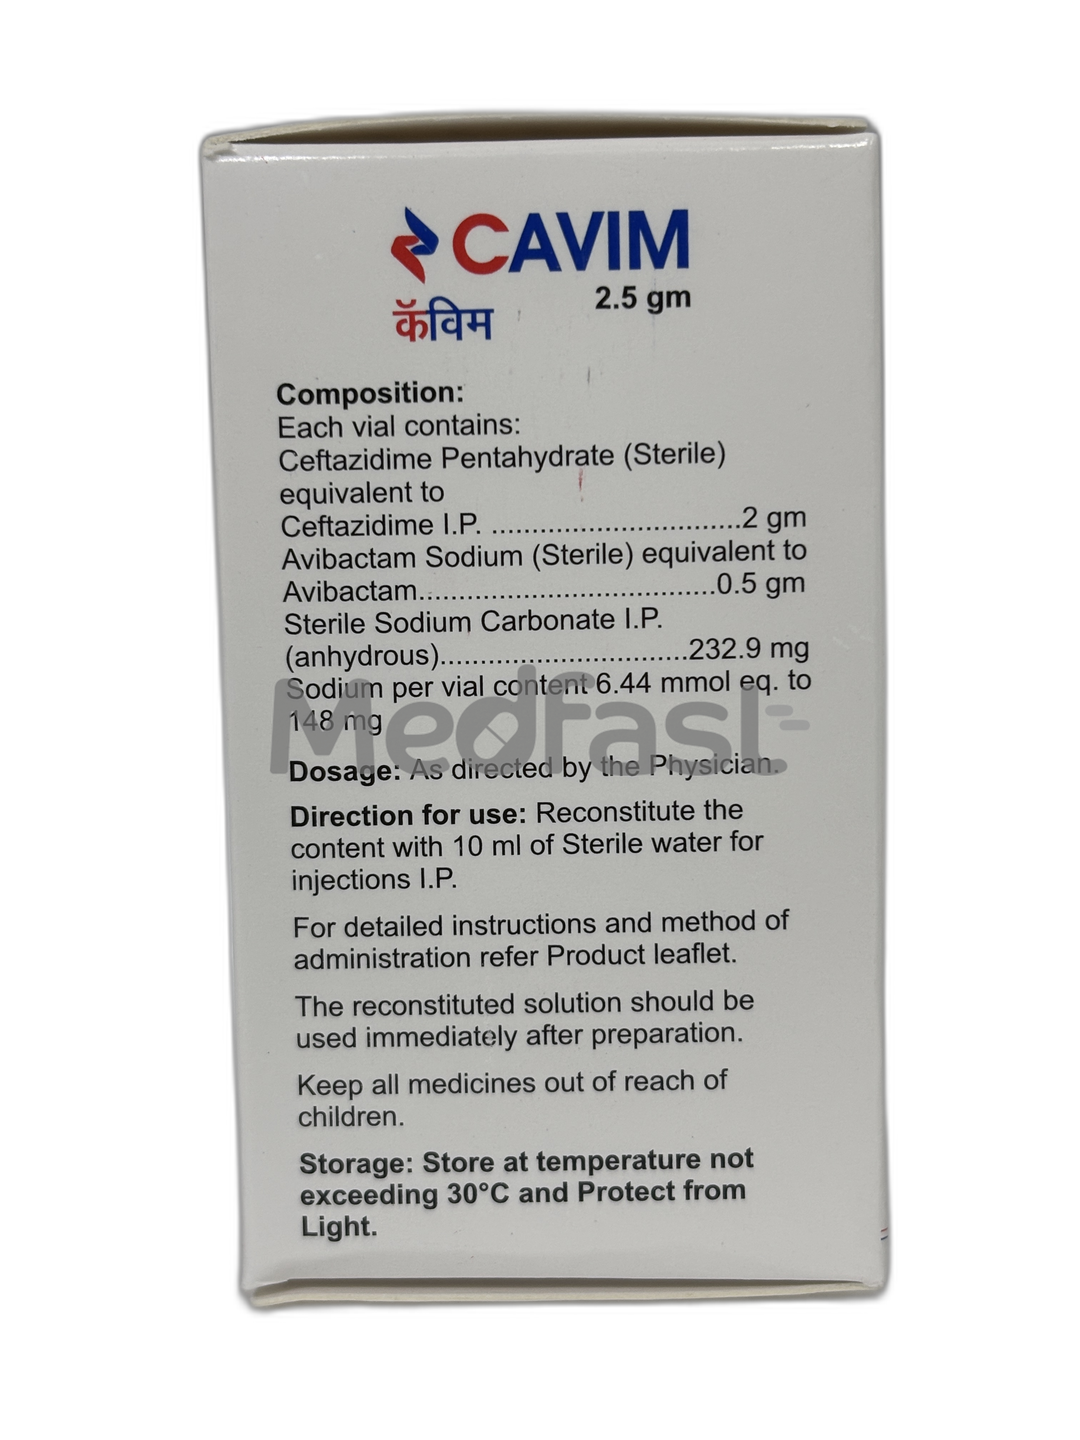 CAVIM
2.5 gm
कॅविम
Composition:
Each vial contains:
Ceftazidime Pentahydrate (Sterile)
equivalent to
Ceftazidime I.P. ...............................2 gm
Avibactam Sodium (Sterile) equivalent to
Avibactam.....................................0.5 gm
Sterile Sodium Carbonate I.P.
(anhydrous)...............................232.9 mg
Sodium per vial content 6.44 mmol eq. to
148 mg
Medfast
Dosage: As directed by the Physician.
Direction for use: Reconstitute the
content with 10 ml of Sterile water for
injections I.P.
For detailed instructions and method of
administration refer Product leaflet.
The reconstituted solution should be
used immediately after preparation.
Keep all medicines out of reach of
children.
Storage: Store at temperature not
exceeding 30°C and Protect from
Light.